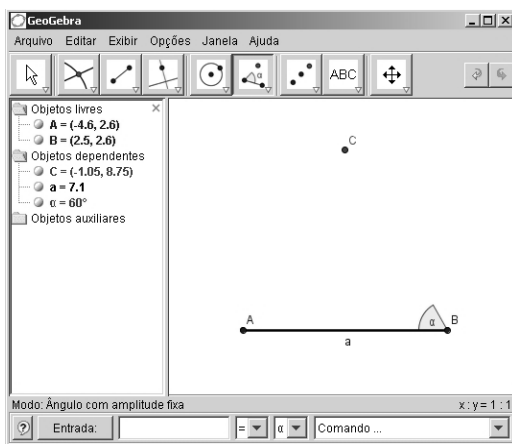 GeoGebra
Arquivo Editar Exibir Opções Janela Ajuda
α ABC
Objetos livres
A = (-4.6, 2.6)
B = (2.5, 2.6)
Objetos dependentes
C = (-1.05, 8.75)
a = 7.1
α = 60°
Objetos auxiliares
C
A
α
B
a
Modo: Ângulo com amplitude fixa
x : y = 1 : 1
? Entrada: = α Comando ...